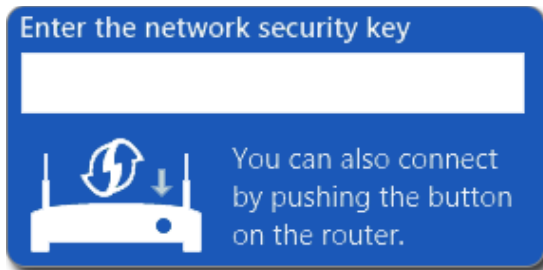 Enter the network security key
You can also connect
by pushing the button
on the router.